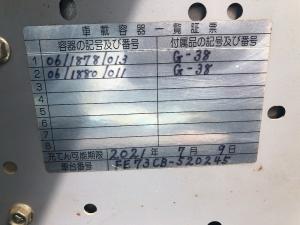 車載容器一覧証票
容器の記号及び番号 付属品の記号及び番号
1 06/1878/013 G-38
2 06/1880/011 G-38
3
4
5
6
7
8
充てん可能期限 2021年 7月 9日
車台番号 FE73CB-520245